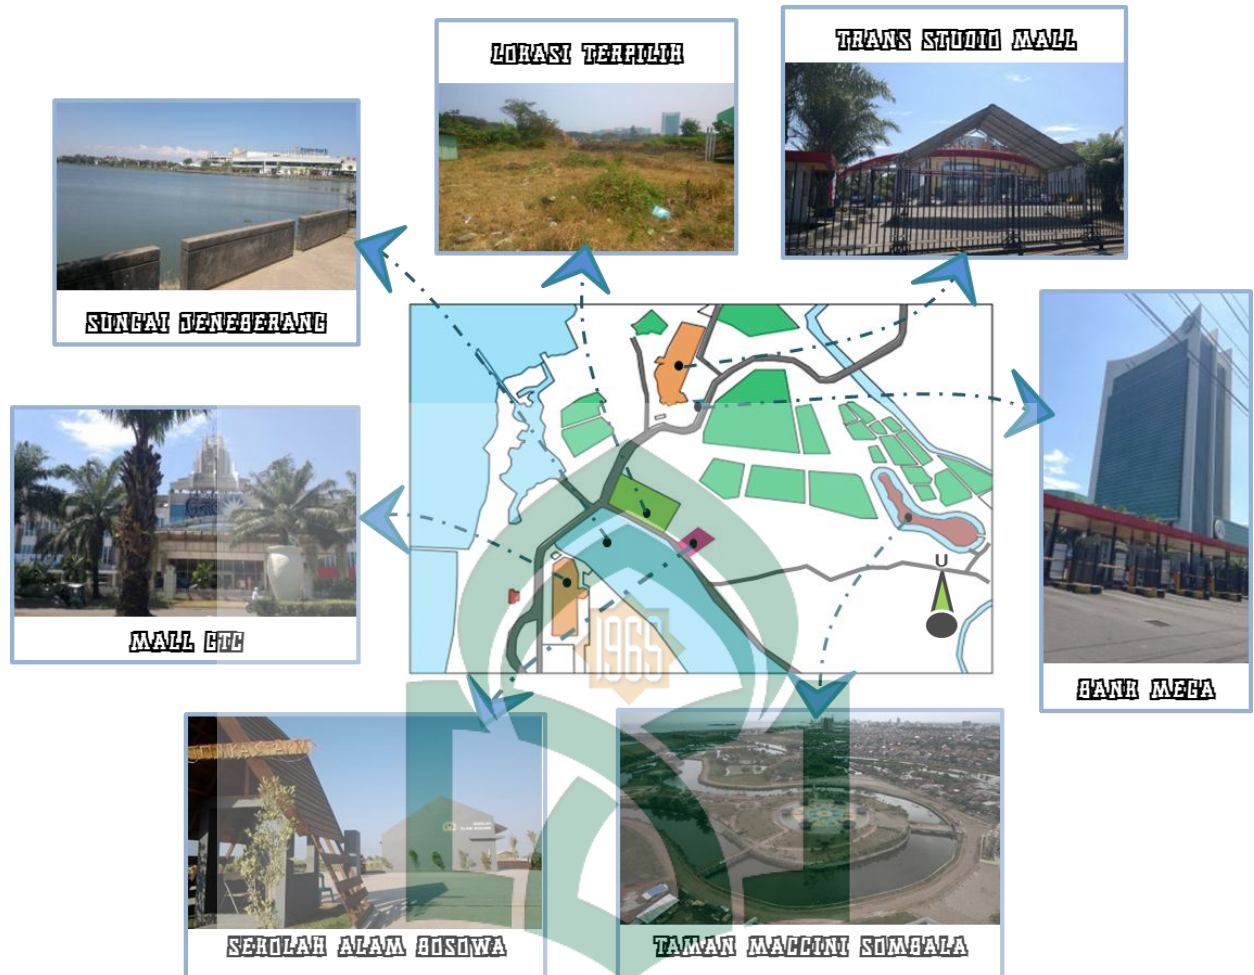 LOKASI TERPILIH
TRANS STUDIO MALL
SUNGAI JENEBERANG
MALL GTC
U
1965
BANK MEGA
SEKOLAH ALAM BOSOWA
TAMAN MACCINI SOMBALA